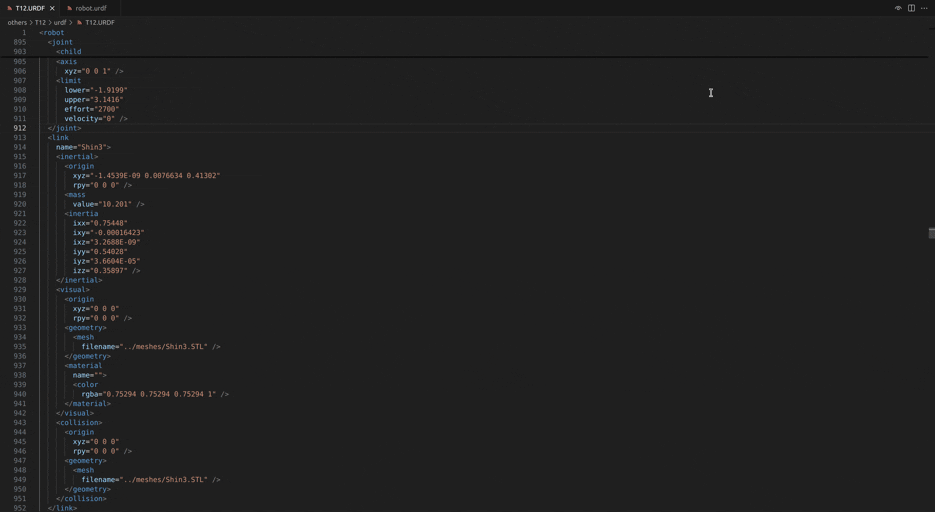 T12.URDF
robot.urdf
others > T12 > urdf > T12.URDF
1 <robot
895 <joint
903 <child
905 <axis
906 xyz="0 0 1" />
907 <limit
908 lower="-1.9199"
909 upper="3.1416"
910 effort="2700"
911 velocity="0" />
912 </joint>
913 <link
914 name="Shin3">
915 <inertial>
916 <origin
917 xyz="-1.4539E-09 0.0076634 0.41302"
918 rpy="0 0 0" />
919 <mass
920 value="10.201" />
921 <inertia
922 ixx="0.75448"
923 ixy="-0.00016423"
924 ixz="3.2688E-09"
925 iyy="0.54028"
926 iyz="3.6604E-05"
927 izz="0.35897" />
928 </inertial>
929 <visual>
930 <origin
931 xyz="0 0 0"
932 rpy="0 0 0" />
933 <geometry>
934 <mesh
935 filename="../meshes/Shin3.STL" />
936 </geometry>
937 <material
938 name="">
939 <color
940 rgba="0.75294 0.75294 0.75294 1" />
941 </material>
942 </visual>
943 <collision>
944 <origin
945 xyz="0 0 0"
946 rpy="0 0 0" />
947 <geometry>
948 <mesh
949 filename="../meshes/Shin3.STL" />
950 </geometry>
951 </collision>
952 </link>